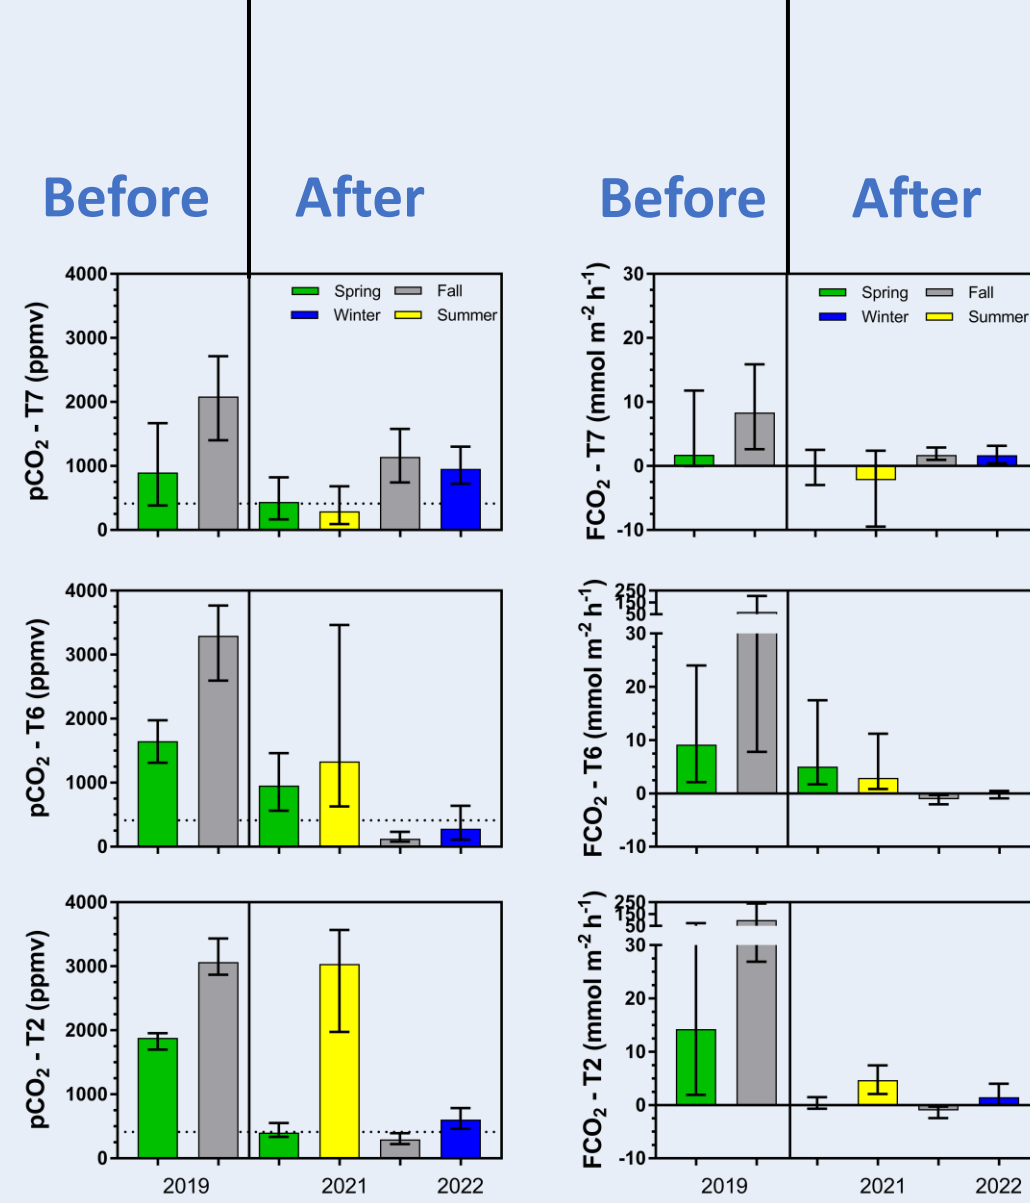 Before
After
Before
After
pCO2 - T7 (ppmv)
4000
3000
2000
1000
0
Spring
Fall
Winter
Summer
FCO2 - T7 (mmol m-2 h-1)
30
20
10
0
-10
Spring
Fall
Winter
Summer
pCO2 - T6 (ppmv)
4000
3000
2000
1000
0
FCO2 - T6 (mmol m-2 h-1)
250
150
50
30
20
10
0
-10
pCO2 - T2 (ppmv)
4000
3000
2000
1000
0
2019
2021
2022
FCO2 - T2 (mmol m-2 h-1)
250
150
50
30
20
10
0
-10
2019
2021
2022